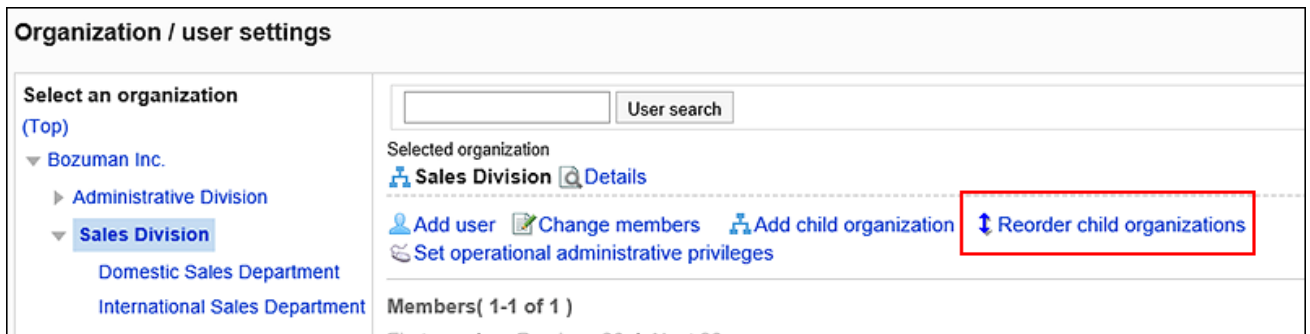 Organization / user settings
Select an organization
(Top)
Bozuman Inc.
Administrative Division
Sales Division
Domestic Sales Department
International Sales Department
User search
Selected organization
Sales Division Details
Add user Change members Add child organization Reorder child organizations
Set operational administrative privileges
Members( 1-1 of 1 )